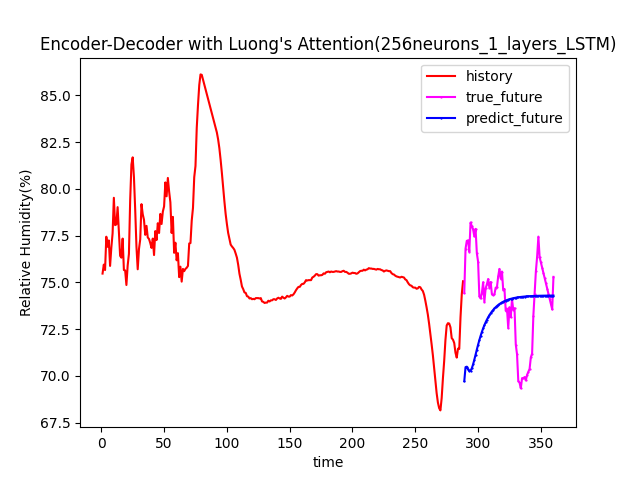 Encoder-Decoder with Luong's Attention(256neurons_1_layers_LSTM)
history
true_future
predict_future
85.0
82.5
80.0
77.5
75.0
72.5
70.0
67.5
Relative Humidity(%)
0 50 100 150 200 250 300 350
time